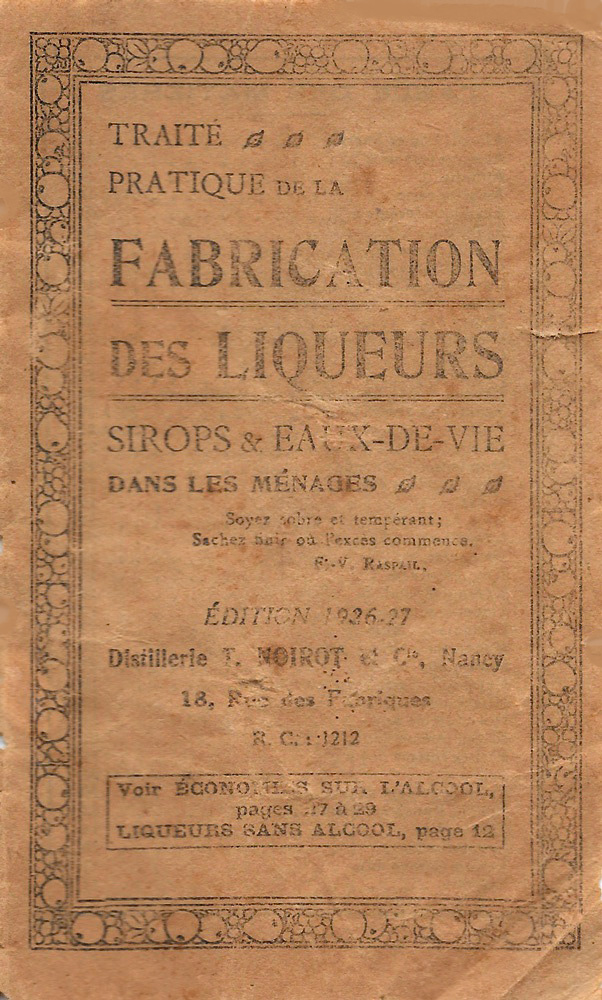 TRAITÉ
PRATIQUE DE LA
FABRICATION
DES LIQUEURS
SIROPS & EAUX-DE-VIE
DANS LES MÉNAGES
Soyez sobre et tempérant;
Sachez finir où l'excès commence.
F.-V. RASPAIL.
ÉDITION 1926-27
Distillerie T. NOIROT et Cie, Nancy
18, Rue des Fabriques
R. C. : 1212
Voir ÉCONOMIES SUR L'ALCOOL,
pages 27 à 29
LIQUEURS SANS ALCOOL, page 12